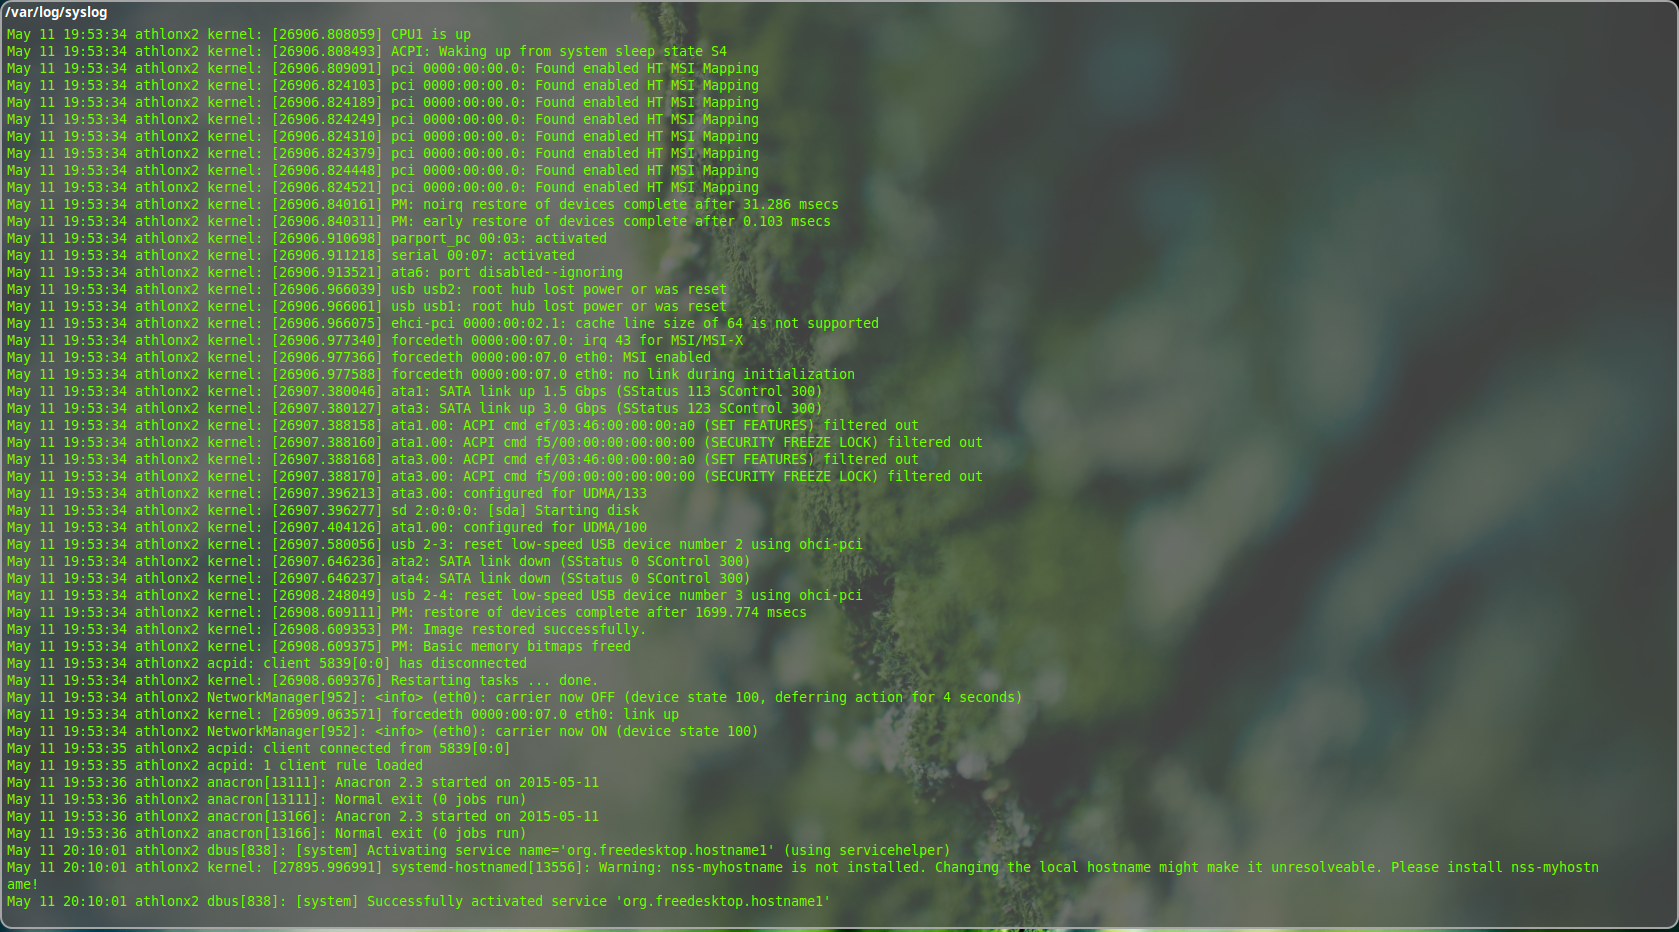 /var/log/syslog
May 11 19:53:34 athlonx2 kernel: [26906.808059] CPU1 is up
May 11 19:53:34 athlonx2 kernel: [26906.808493] ACPI: Waking up from system sleep state S4
May 11 19:53:34 athlonx2 kernel: [26906.809091] pci 0000:00:00.0: Found enabled HT MSI Mapping
May 11 19:53:34 athlonx2 kernel: [26906.824103] pci 0000:00:00.0: Found enabled HT MSI Mapping
May 11 19:53:34 athlonx2 kernel: [26906.824189] pci 0000:00:00.0: Found enabled HT MSI Mapping
May 11 19:53:34 athlonx2 kernel: [26906.824249] pci 0000:00:00.0: Found enabled HT MSI Mapping
May 11 19:53:34 athlonx2 kernel: [26906.824310] pci 0000:00:00.0: Found enabled HT MSI Mapping
May 11 19:53:34 athlonx2 kernel: [26906.824379] pci 0000:00:00.0: Found enabled HT MSI Mapping
May 11 19:53:34 athlonx2 kernel: [26906.824448] pci 0000:00:00.0: Found enabled HT MSI Mapping
May 11 19:53:34 athlonx2 kernel: [26906.824521] pci 0000:00:00.0: Found enabled HT MSI Mapping
May 11 19:53:34 athlonx2 kernel: [26906.840161] PM: noirq restore of devices complete after 31.286 msecs
May 11 19:53:34 athlonx2 kernel: [26906.840311] PM: early restore of devices complete after 0.103 msecs
May 11 19:53:34 athlonx2 kernel: [26906.910698] parport_pc 00:03: activated
May 11 19:53:34 athlonx2 kernel: [26906.911218] serial 00:07: activated
May 11 19:53:34 athlonx2 kernel: [26906.913521] ata6: port disabled--ignoring
May 11 19:53:34 athlonx2 kernel: [26906.966039] usb usb2: root hub lost power or was reset
May 11 19:53:34 athlonx2 kernel: [26906.966061] usb usb1: root hub lost power or was reset
May 11 19:53:34 athlonx2 kernel: [26906.966075] ehci-pci 0000:00:02.1: cache line size of 64 is not supported
May 11 19:53:34 athlonx2 kernel: [26906.977340] forcedeth 0000:00:07.0: irq 43 for MSI/MSI-X
May 11 19:53:34 athlonx2 kernel: [26906.977366] forcedeth 0000:00:07.0 eth0: MSI enabled
May 11 19:53:34 athlonx2 kernel: [26906.977588] forcedeth 0000:00:07.0 eth0: no link during initialization
May 11 19:53:34 athlonx2 kernel: [26907.380046] ata1: SATA link up 1.5 Gbps (SStatus 113 SControl 300)
May 11 19:53:34 athlonx2 kernel: [26907.380127] ata3: SATA link up 3.0 Gbps (SStatus 123 SControl 300)
May 11 19:53:34 athlonx2 kernel: [26907.388158] ata1.00: ACPI cmd ef/03:46:00:00:00:a0 (SET FEATURES) filtered out
May 11 19:53:34 athlonx2 kernel: [26907.388160] ata1.00: ACPI cmd f5/00:00:00:00:00:00 (SECURITY FREEZE LOCK) filtered out
May 11 19:53:34 athlonx2 kernel: [26907.388168] ata3.00: ACPI cmd ef/03:46:00:00:00:a0 (SET FEATURES) filtered out
May 11 19:53:34 athlonx2 kernel: [26907.388170] ata3.00: ACPI cmd f5/00:00:00:00:00:00 (SECURITY FREEZE LOCK) filtered out
May 11 19:53:34 athlonx2 kernel: [26907.396213] ata3.00: configured for UDMA/133
May 11 19:53:34 athlonx2 kernel: [26907.396277] sd 2:0:0:0: [sda] Starting disk
May 11 19:53:34 athlonx2 kernel: [26907.404126] ata1.00: configured for UDMA/100
May 11 19:53:34 athlonx2 kernel: [26907.580056] usb 2-3: reset low-speed USB device number 2 using ohci-pci
May 11 19:53:34 athlonx2 kernel: [26907.646236] ata2: SATA link down (SStatus 0 SControl 300)
May 11 19:53:34 athlonx2 kernel: [26907.646237] ata4: SATA link down (SStatus 0 SControl 300)
May 11 19:53:34 athlonx2 kernel: [26908.248049] usb 2-4: reset low-speed USB device number 3 using ohci-pci
May 11 19:53:34 athlonx2 kernel: [26908.609111] PM: restore of devices complete after 1699.774 msecs
May 11 19:53:34 athlonx2 kernel: [26908.609353] PM: Image restored successfully.
May 11 19:53:34 athlonx2 kernel: [26908.609375] PM: Basic memory bitmaps freed
May 11 19:53:34 athlonx2 acpid: client 5839[0:0] has disconnected
May 11 19:53:34 athlonx2 kernel: [26908.609376] Restarting tasks ... done.
May 11 19:53:34 athlonx2 NetworkManager[952]: <info> (eth0): carrier now OFF (device state 100, deferring action for 4 seconds)
May 11 19:53:34 athlonx2 kernel: [26909.063571] forcedeth 0000:00:07.0 eth0: link up
May 11 19:53:34 athlonx2 NetworkManager[952]: <info> (eth0): carrier now ON (device state 100)
May 11 19:53:35 athlonx2 acpid: client connected from 5839[0:0]
May 11 19:53:35 athlonx2 acpid: 1 client rule loaded
May 11 19:53:36 athlonx2 anacron[13111]: Anacron 2.3 started on 2015-05-11
May 11 19:53:36 athlonx2 anacron[13111]: Normal exit (0 jobs run)
May 11 19:53:36 athlonx2 anacron[13166]: Anacron 2.3 started on 2015-05-11
May 11 19:53:36 athlonx2 anacron[13166]: Normal exit (0 jobs run)
May 11 20:10:01 athlonx2 dbus[838]: [system] Activating service name='org.freedesktop.hostname1' (using servicehelper)
May 11 20:10:01 athlonx2 kernel: [27895.996991] systemd-hostnamed[13556]: Warning: nss-myhostname is not installed. Changing the local hostname might make it unresolveable. Please install nss-myhostn
ame!
May 11 20:10:01 athlonx2 dbus[838]: [system] Successfully activated service 'org.freedesktop.hostname1'